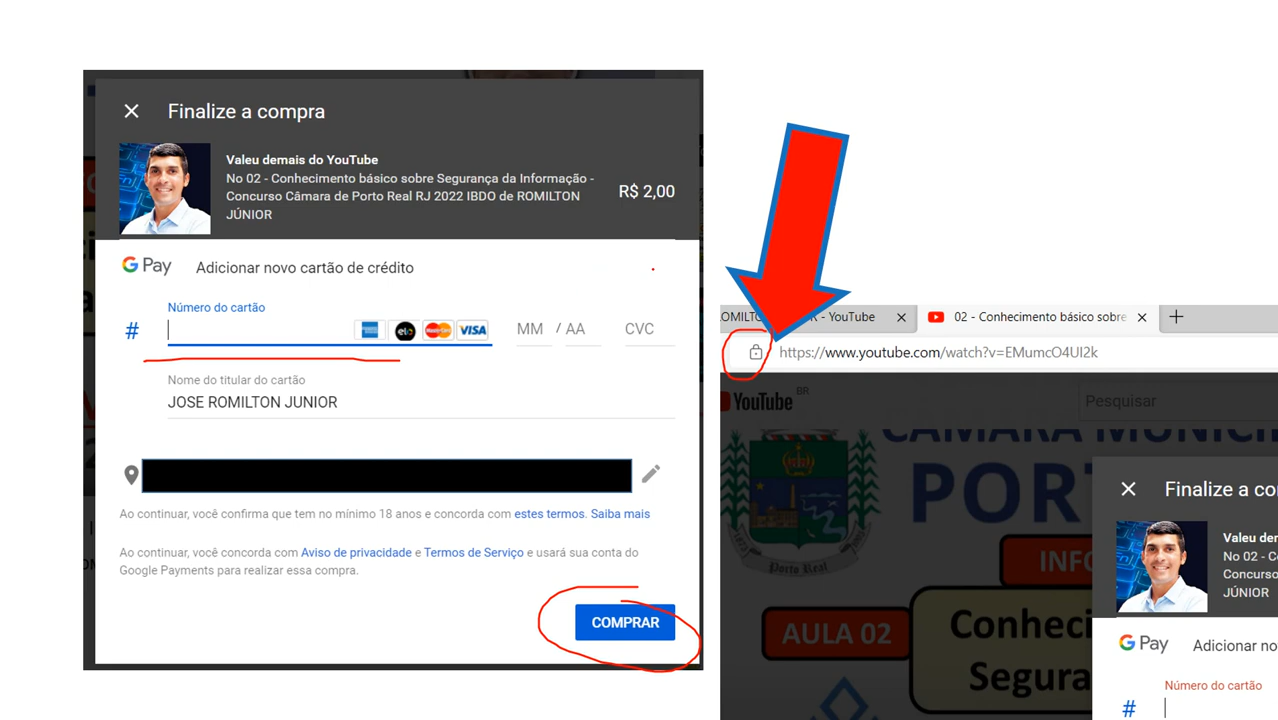 Finalize a compra
Valeu demais do YouTube
No 02 - Conhecimento básico sobre Segurança da Informação -
Concurso Câmara de Porto Real RJ 2022 IBDO de ROMILTON
JÚNIOR
R$ 2,00
G Pay Adicionar novo cartão de crédito
Número do cartão
# elo MasterCard VISA MM / AA CVC
Nome do titular do cartão
JOSE ROMILTON JUNIOR
Ao continuar, você confirma que tem no mínimo 18 anos e concorda com estes termos. Saiba mais
Ao continuar, você concorda com Aviso de privacidade e Termos de Serviço e usará sua conta do
Google Payments para realizar essa compra.
COMPRAR
- YouTube
02 - Conhecimento básico sobre
https://www.youtube.com/watch?v=EMumcO4UI2k
YouTube BR
Pesquisar
CÂMARA MUNICI
PORT
Porto Real
INFO
AULA 02
Conheci
Segura
Finalize a co
Valeu der
No 02 - C
Concurso
JÚNIOR
G Pay Adicionar no
Número do cartão
#